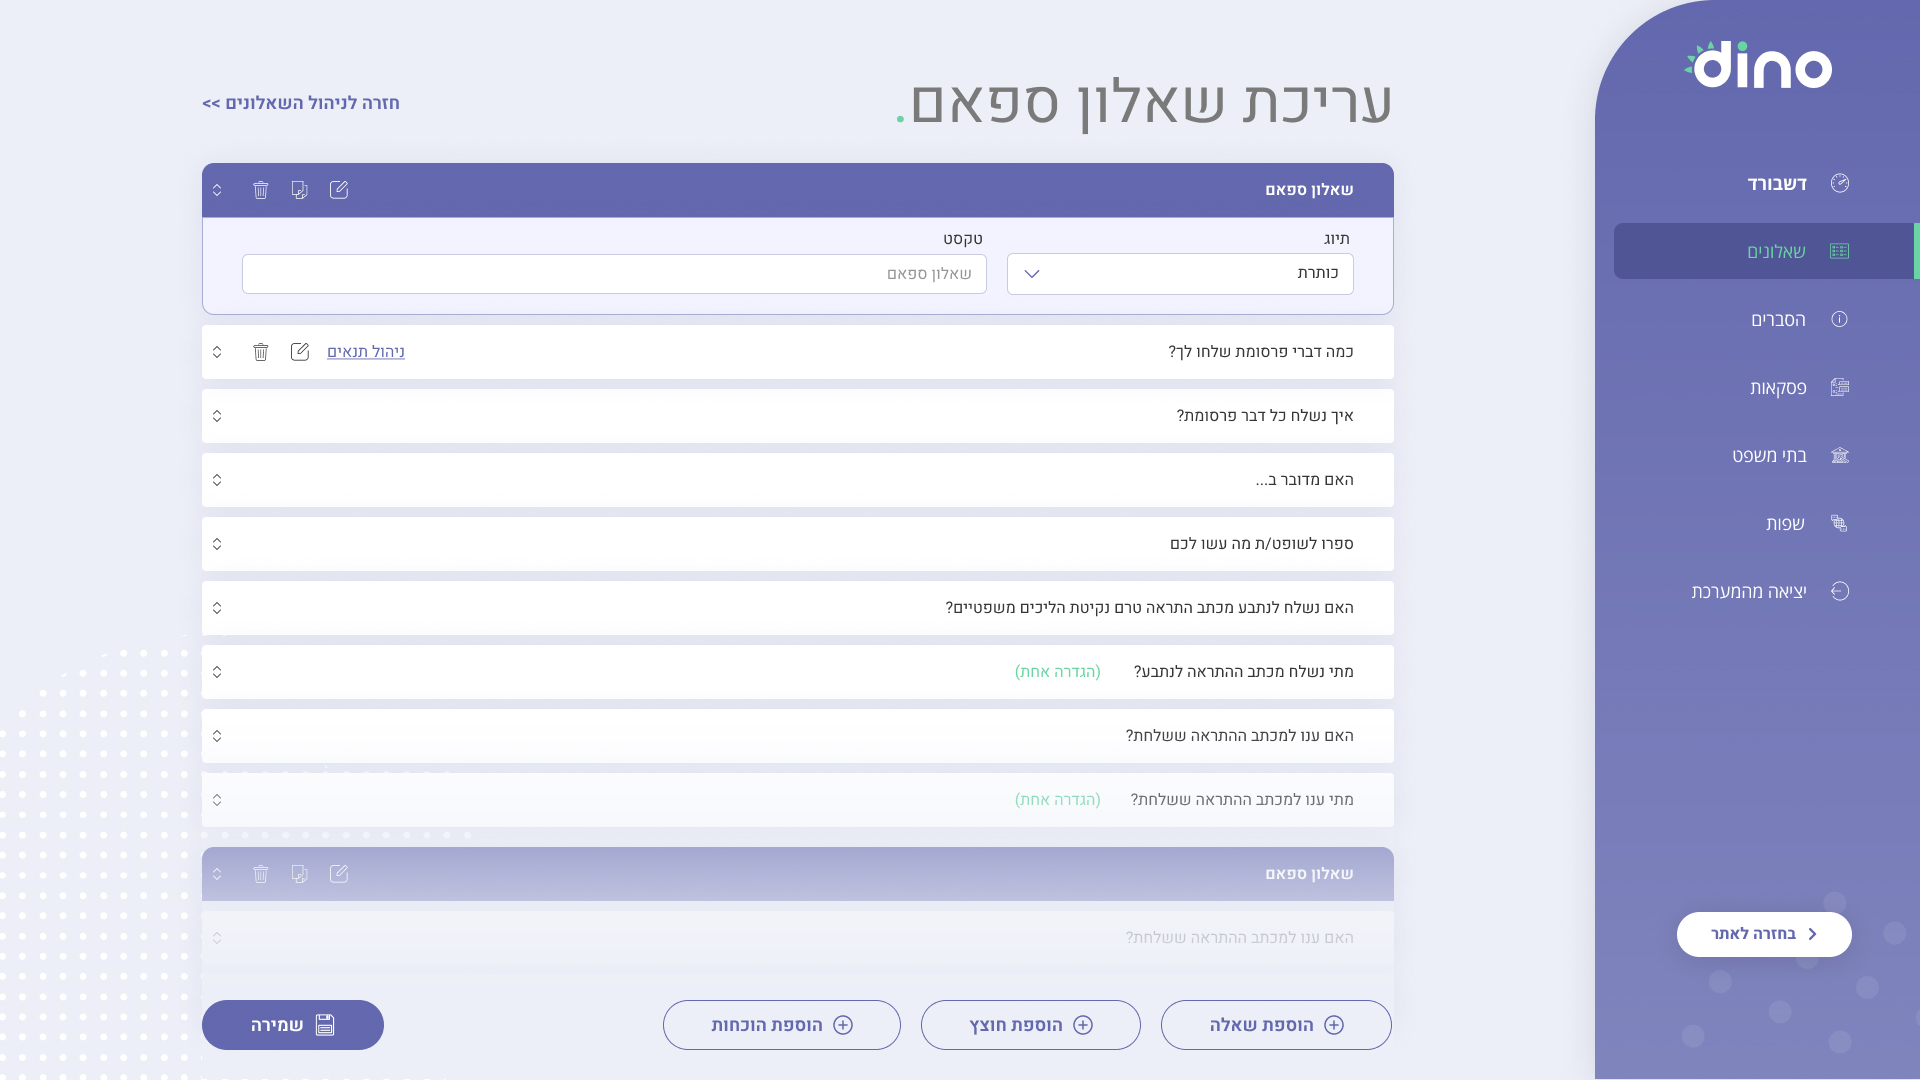 dino
דשבורד
שאלונים
הסברים
פסקאות
בתי משפט
שפות
יציאה מהמערכת
בחזרה לאתר
עריכת שאלון ספאם.
חזרה לניהול השאלונים >>
שאלון ספאם
תיוג
טקסט
כותרת
שאלון ספאם
כמה דברי פרסומת שלחו לך?
ניהול תנאים
איך נשלח כל דבר פרסומת?
האם מדובר ב...
ספרו לשופט/ת מה עשו לכם
האם נשלח לנתבע מכתב התראה טרם נקיטת הליכים משפטיים?
מתי נשלח מכתב ההתראה לנתבע? (הגדרה אחת)
האם ענו למכתב ההתראה ששלחת?
מתי ענו למכתב ההתראה ששלחת? (הגדרה אחת)
שאלון ספאם
האם ענו למכתב ההתראה ששלחת?
הוספת שאלה
הוספת חוצץ
הוספת הוכחות
שמירה